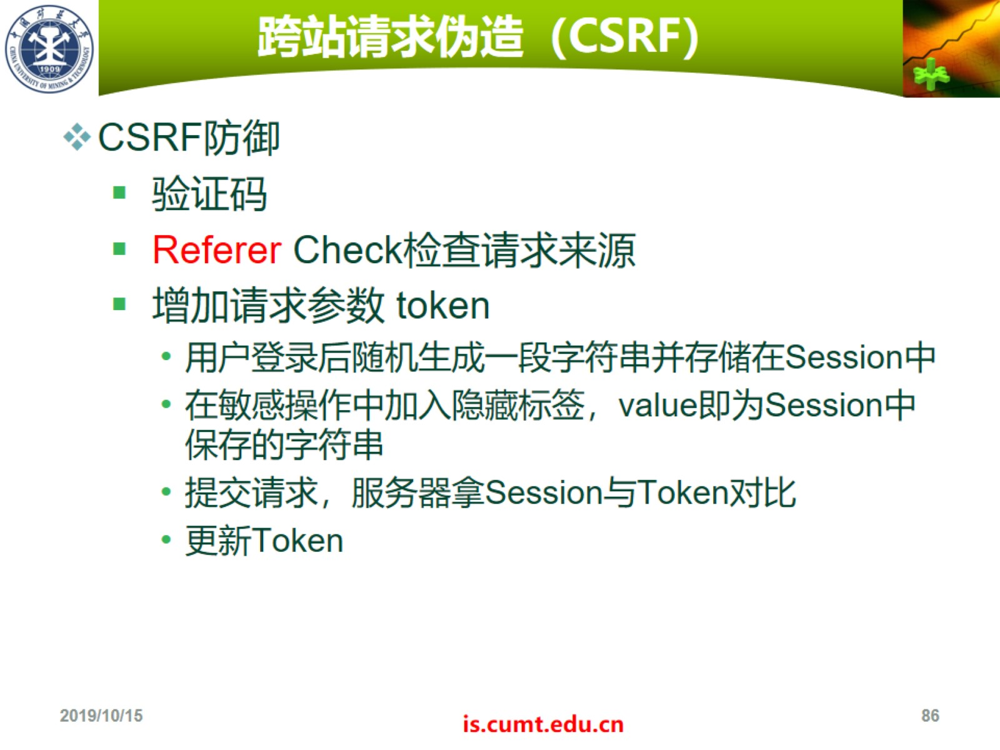 中国矿业大学
CHINA UNIVERSITY OF MINING & TECHNOLOGY
1909
跨站请求伪造（CSRF）
CSRF防御
验证码
Referer Check检查请求来源
增加请求参数 token
用户登录后随机生成一段字符串并存储在Session中
在敏感操作中加入隐藏标签，value即为Session中
保存的字符串
提交请求，服务器拿Session与Token对比
更新Token
2019/10/15
is.cumt.edu.cn
86